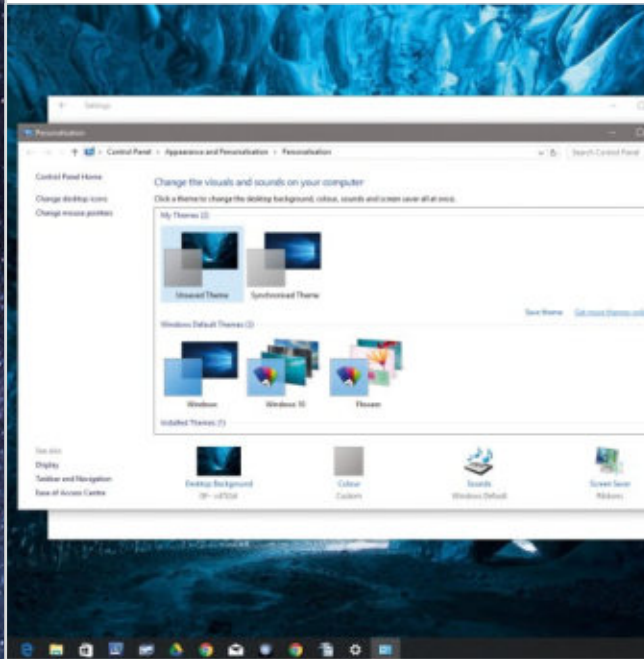 Settings
Personalisation
Control Panel › Appearance and Personalisation › Personalisation
Search Control Panel
Control Panel Home
Change desktop icons
Change mouse pointers
Change the visuals and sounds on your computer
Click a theme to change the desktop background, colour, sounds and screen saver all at once.
My Themes (2)
Unsaved Theme
Synchronised Theme
Save theme
Get more themes onli
Windows Default Themes (3)
Windows
Windows 10
Flowers
Installed Themes (1)
See also
Display
Taskbar and Navigation
Ease of Access Centre
Desktop Background
Colour
Custom
Sounds
Windows Default
Screen Saver
Ribbons